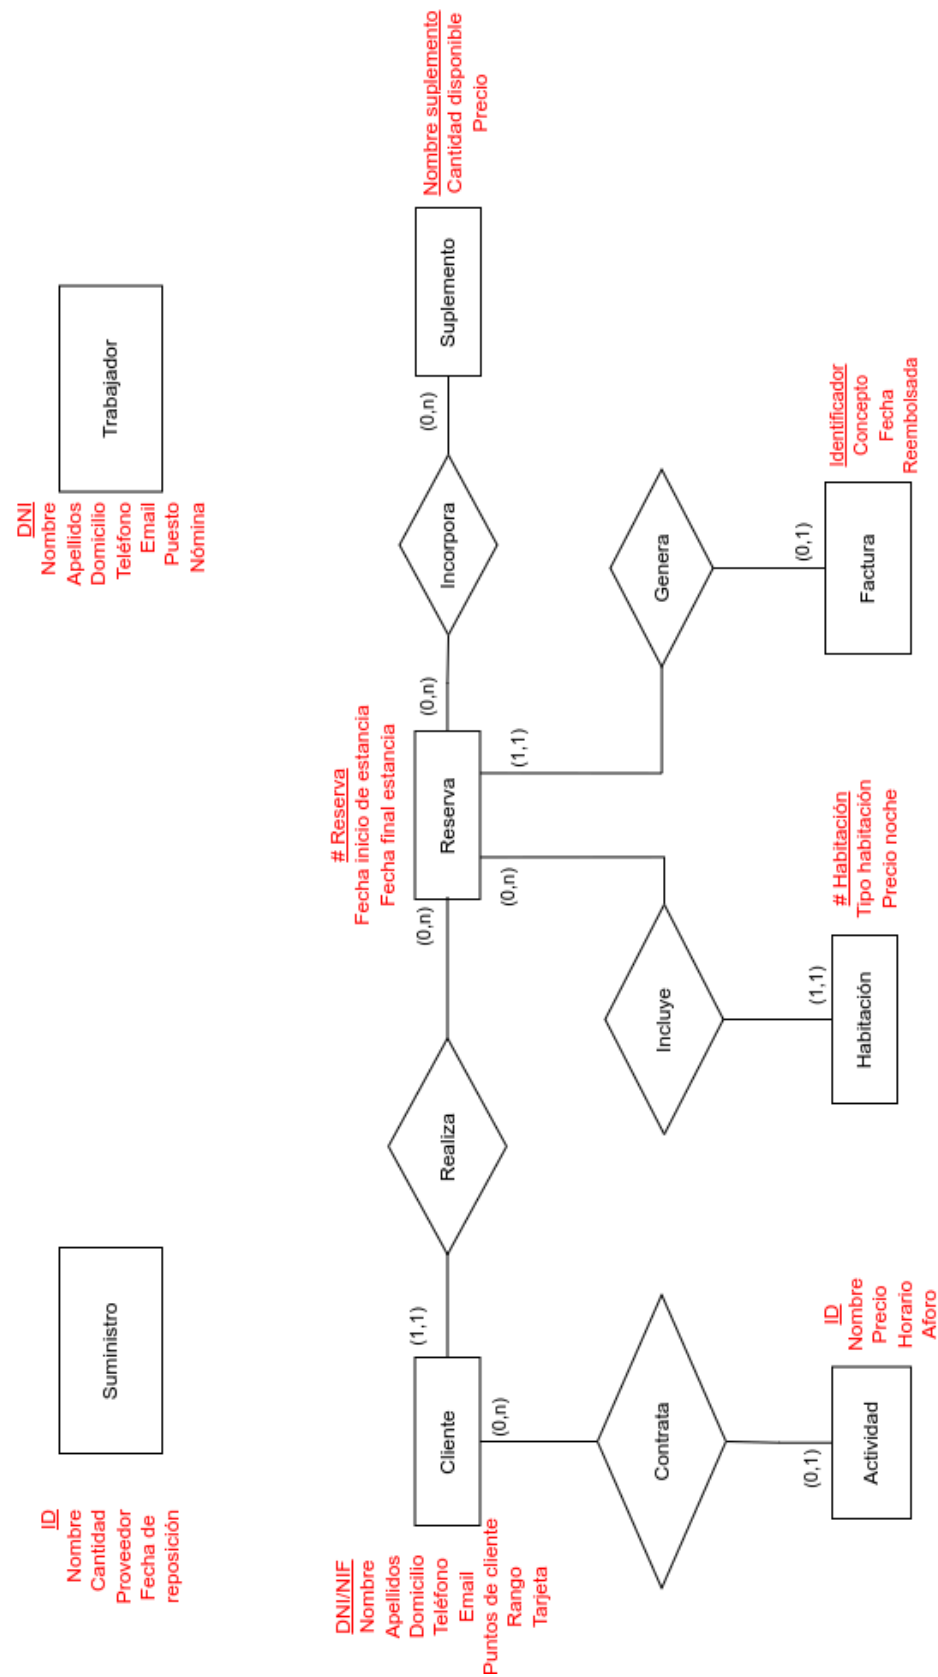 ID
Nombre
Cantidad
Proveedor
Fecha de
reposición
Suministro
DNI
Nombre
Apellidos
Domicilio
Teléfono
Email
Puesto
Nómina
Trabajador
DNI/NIF
Nombre
Apellidos
Domicilio
Teléfono
Email
Puntos de cliente
Rango
Tarjeta
Cliente
(1,1)
Realiza
(0,n)
# Reserva
Fecha inicio de estancia
Fecha final estancia
Reserva
(0,n)
Incorpora
(0,n)
Suplemento
Nombre suplemento
Cantidad disponible
Precio
(0,n)
Contrata
(0,1)
Actividad
ID
Nombre
Precio
Horario
Aforo
(0,n)
Incluye
(1,1)
Habitación
# Habitación
Tipo habitación
Precio noche
(1,1)
Genera
(0,1)
Factura
Identificador
Concepto
Fecha
Reembolsada